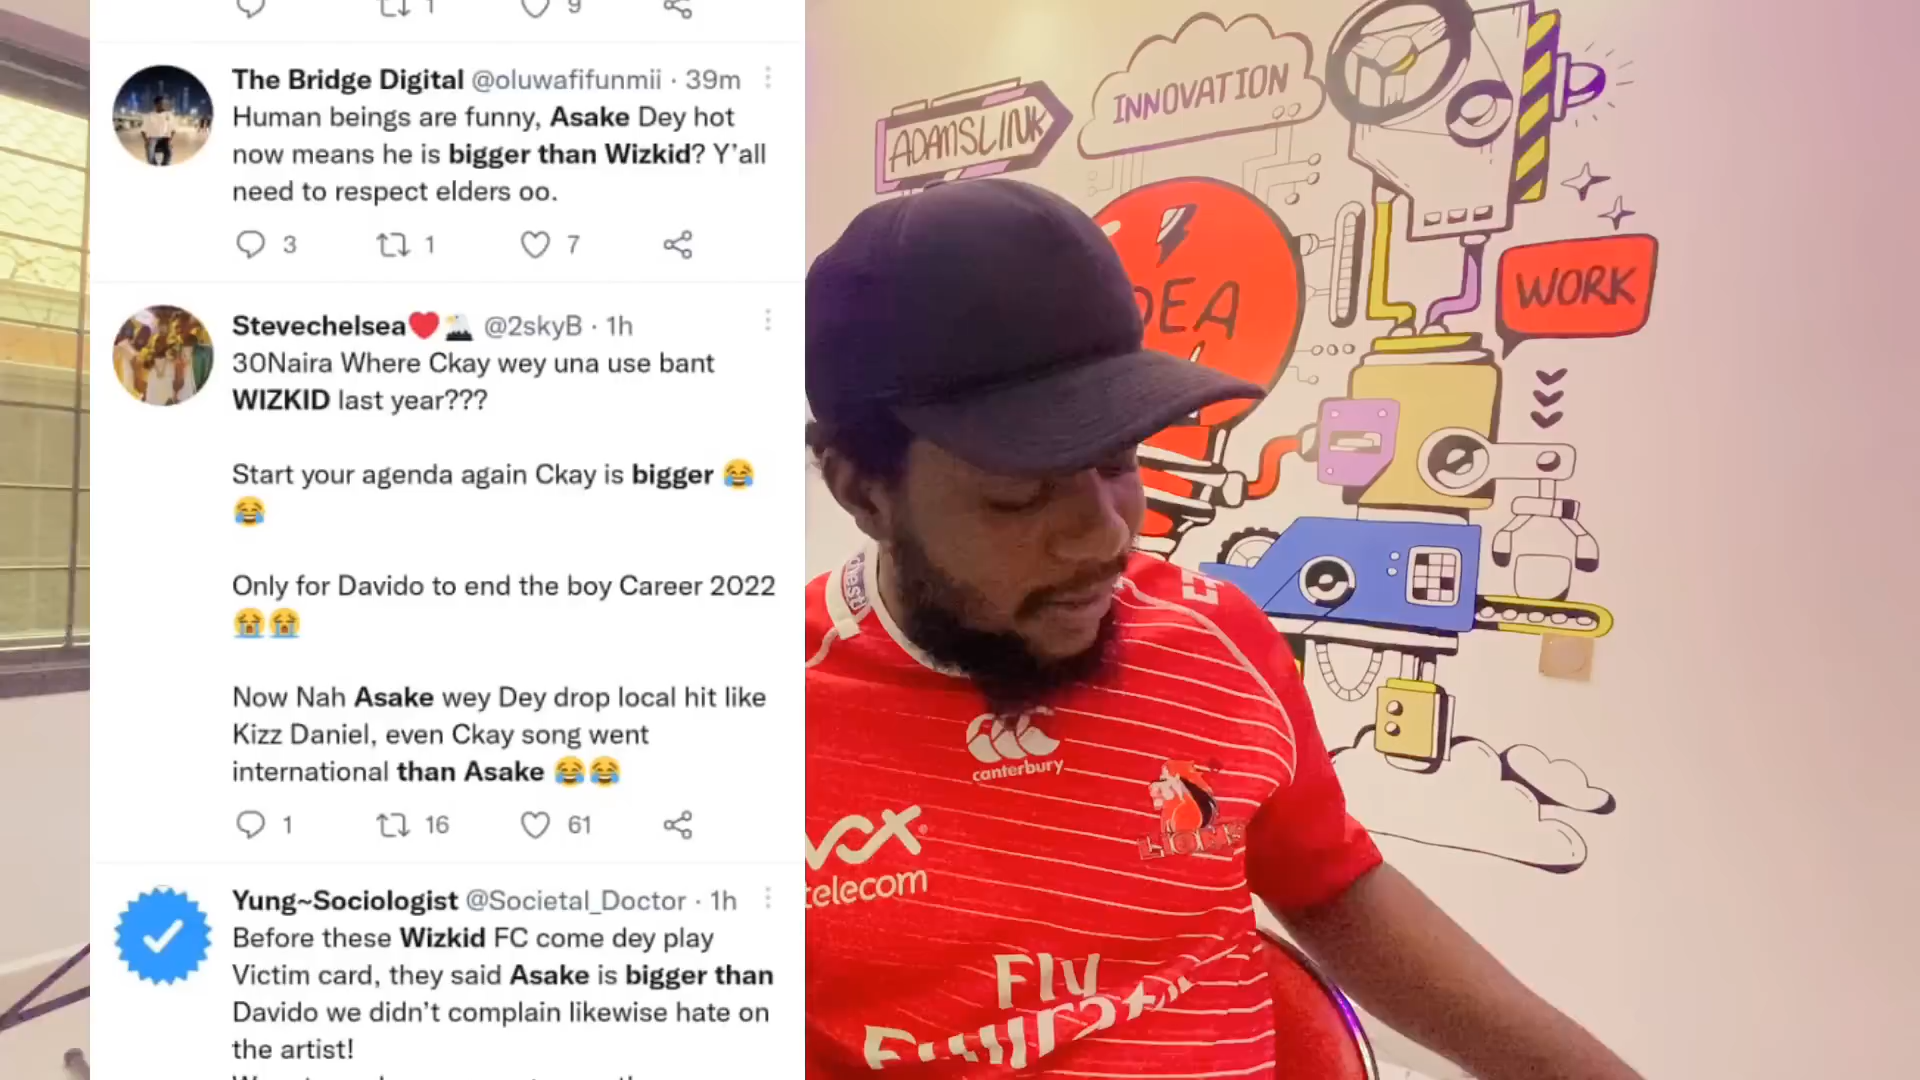 1 9
The Bridge Digital @oluwafifunmii · 39m
Human beings are funny, Asake Dey hot
now means he is bigger than Wizkid? Y'all
need to respect elders oo.
3 1 7
Stevechelsea❤️ @2skyB · 1h
30Naira Where Ckay wey una use bant
WIZKID last year???
Start your agenda again Ckay is bigger 😂
😂
Only for Davido to end the boy Career 2022
😭😭
Now Nah Asake wey Dey drop local hit like
Kizz Daniel, even Ckay song went
international than Asake 😂😂
1 16 61
Yung~Sociologist @Societal_Doctor · 1h
Before these Wizkid FC come dey play
Victim card, they said Asake is bigger than
Davido we didn't complain likewise hate on
the artist!
ADAMSLINK
INNOVATION
IDEA
WORK
canterbury
LIONS
telecom
Fly
Emirates